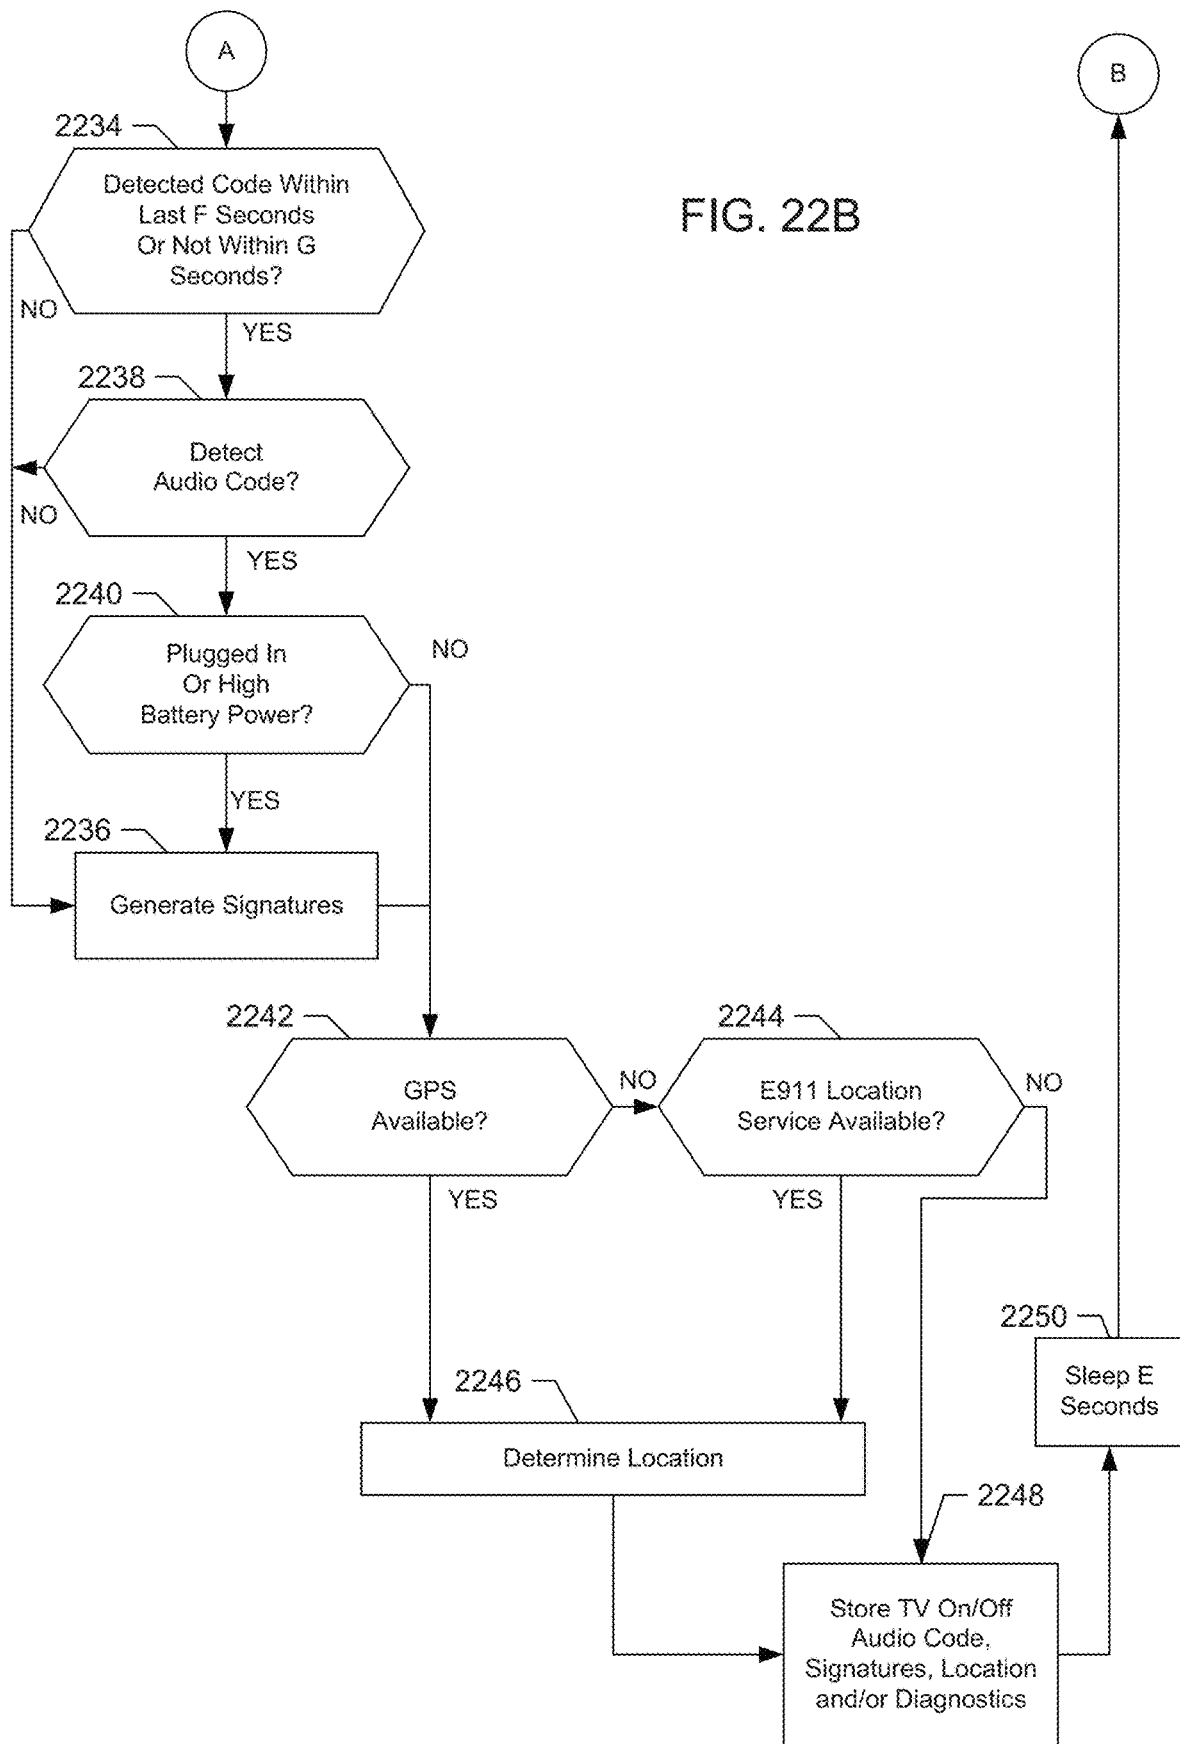 A
B
2234
Detected Code Within
Last F Seconds
Or Not Within G
Seconds?
FIG. 22B
NO
YES
2238
Detect
Audio Code?
NO
YES
2240
Plugged In
Or High
Battery Power?
NO
YES
2236
Generate Signatures
2242
GPS
Available?
NO
YES
2244
E911 Location
Service Available?
NO
YES
2250
Sleep E
Seconds
2246
Determine Location
2248
Store TV On/Off
Audio Code,
Signatures, Location
and/or Diagnostics